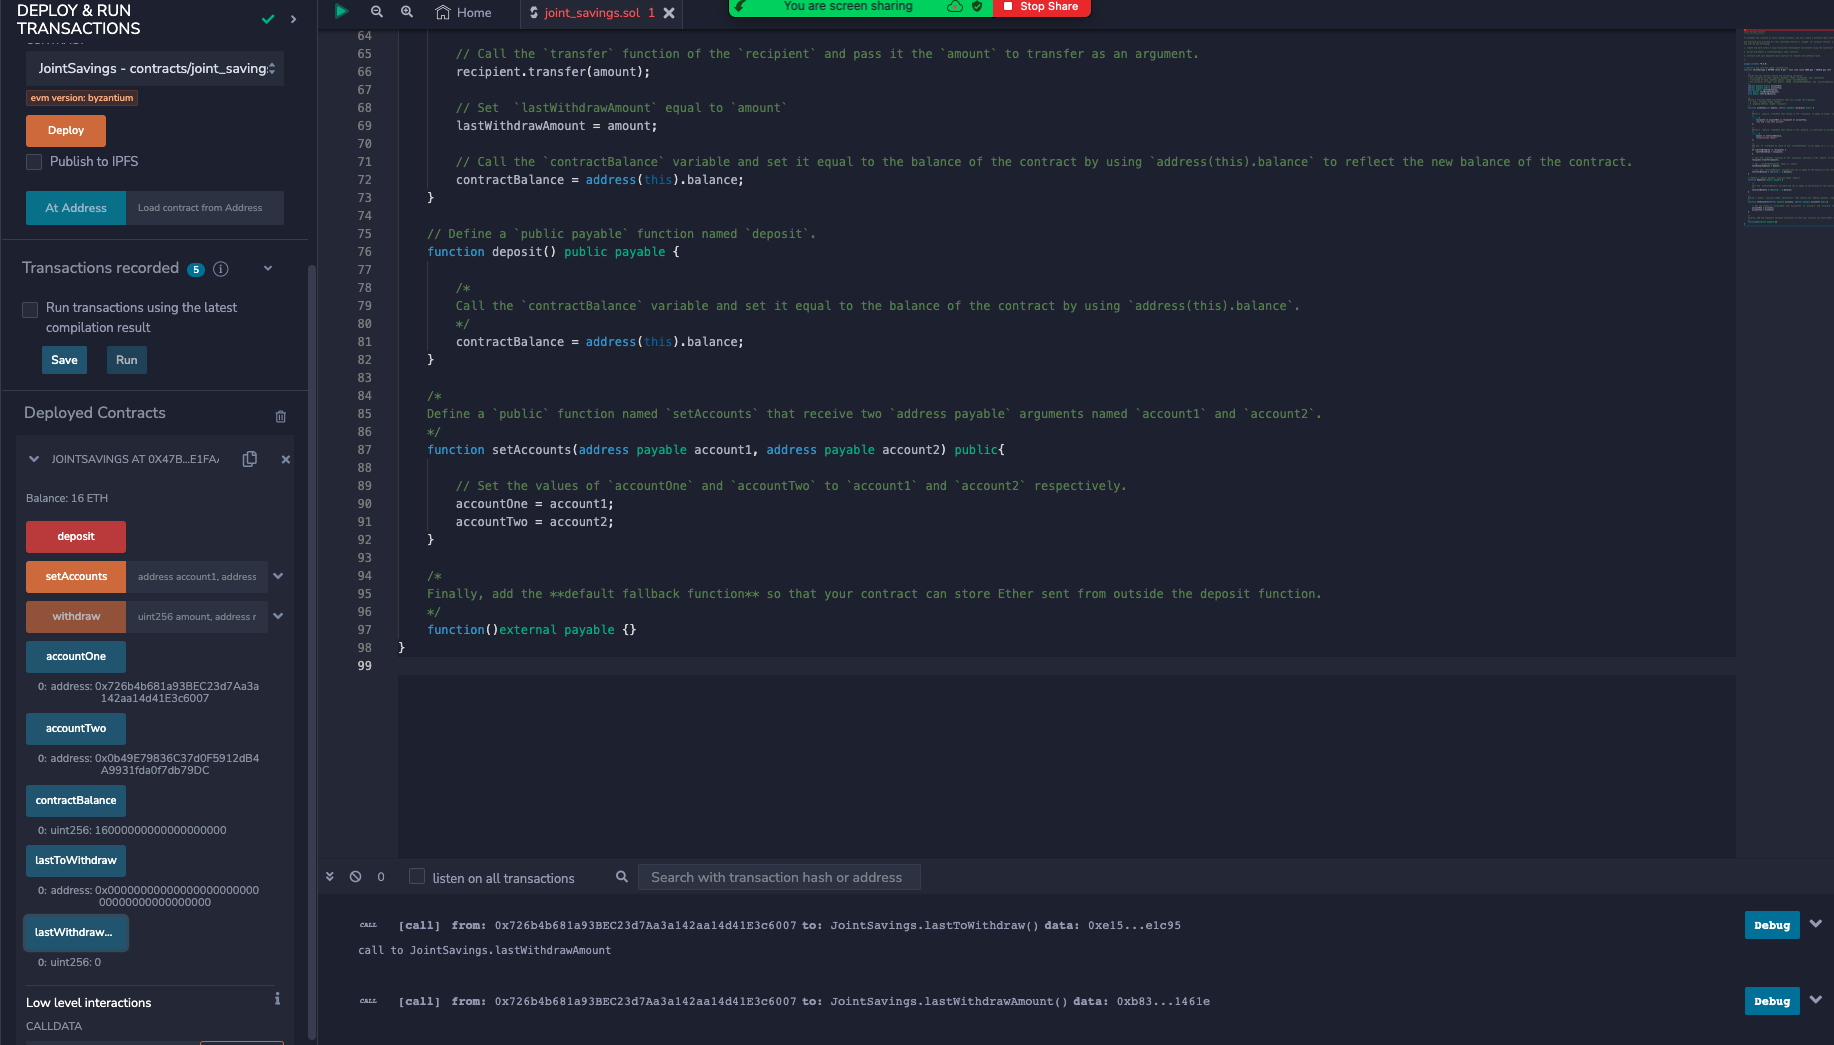 DEPLOY & RUN
TRANSACTIONS
JointSavings - contracts/joint_saving:
evm version: byzantium
Deploy
Publish to IPFS
At Address
Load contract from Address
Transactions recorded 5
Run transactions using the latest
compilation result
Save
Run
Deployed Contracts
JOINTSAVINGS AT 0X47B...E1FA
Balance: 16 ETH
deposit
setAccounts
address account1, address
withdraw
uint256 amount, address r
accountOne
0: address: 0x726b4b681a93BEC23d7Aa3a
142aa14d41E3c6007
accountTwo
0: address: 0x0b49E79836C37d0F5912dB4
A9931fda0f7db79DC
contractBalance
0: uint256: 16000000000000000000
lastToWithdraw
0: address: 0x00000000000000000000000
00000000000000000
lastWithdraw...
0: uint256: 0
Low level interactions
CALLDATA
Home
joint_savings.sol 1
You are screen sharing
Stop Share
64
65 // Call the `transfer` function of the `recipient` and pass it the `amount` to transfer as an argument.
66 recipient.transfer(amount);
67
68 // Set  `lastWithdrawAmount` equal to `amount`
69 lastWithdrawAmount = amount;
70
71 // Call the `contractBalance` variable and set it equal to the balance of the contract by using `address(this).balance` to reflect the new balance of the contract.
72 contractBalance = address(this).balance;
73 }
74
75 // Define a `public payable` function named `deposit`.
76 function deposit() public payable {
77
78 /*
79 Call the `contractBalance` variable and set it equal to the balance of the contract by using `address(this).balance`.
80 */
81 contractBalance = address(this).balance;
82 }
83
84 /*
85 Define a `public` function named `setAccounts` that receive two `address payable` arguments named `account1` and `account2`.
86 */
87 function setAccounts(address payable account1, address payable account2) public{
88
89 // Set the values of `accountOne` and `accountTwo` to `account1` and `account2` respectively.
90 accountOne = account1;
91 accountTwo = account2;
92 }
93
94 /*
95 Finally, add the **default fallback function** so that your contract can store Ether sent from outside the deposit function.
96 */
97 function()external payable {}
98 }
99
0
listen on all transactions
Search with transaction hash or address
CALL [call] from: 0x726b4b681a93BEC23d7Aa3a142aa14d41E3c6007 to: JointSavings.lastToWithdraw() data: 0xe15...e1c95
Debug
call to JointSavings.lastWithdrawAmount
CALL [call] from: 0x726b4b681a93BEC23d7Aa3a142aa14d41E3c6007 to: JointSavings.lastWithdrawAmount() data: 0xb83...1461e
Debug